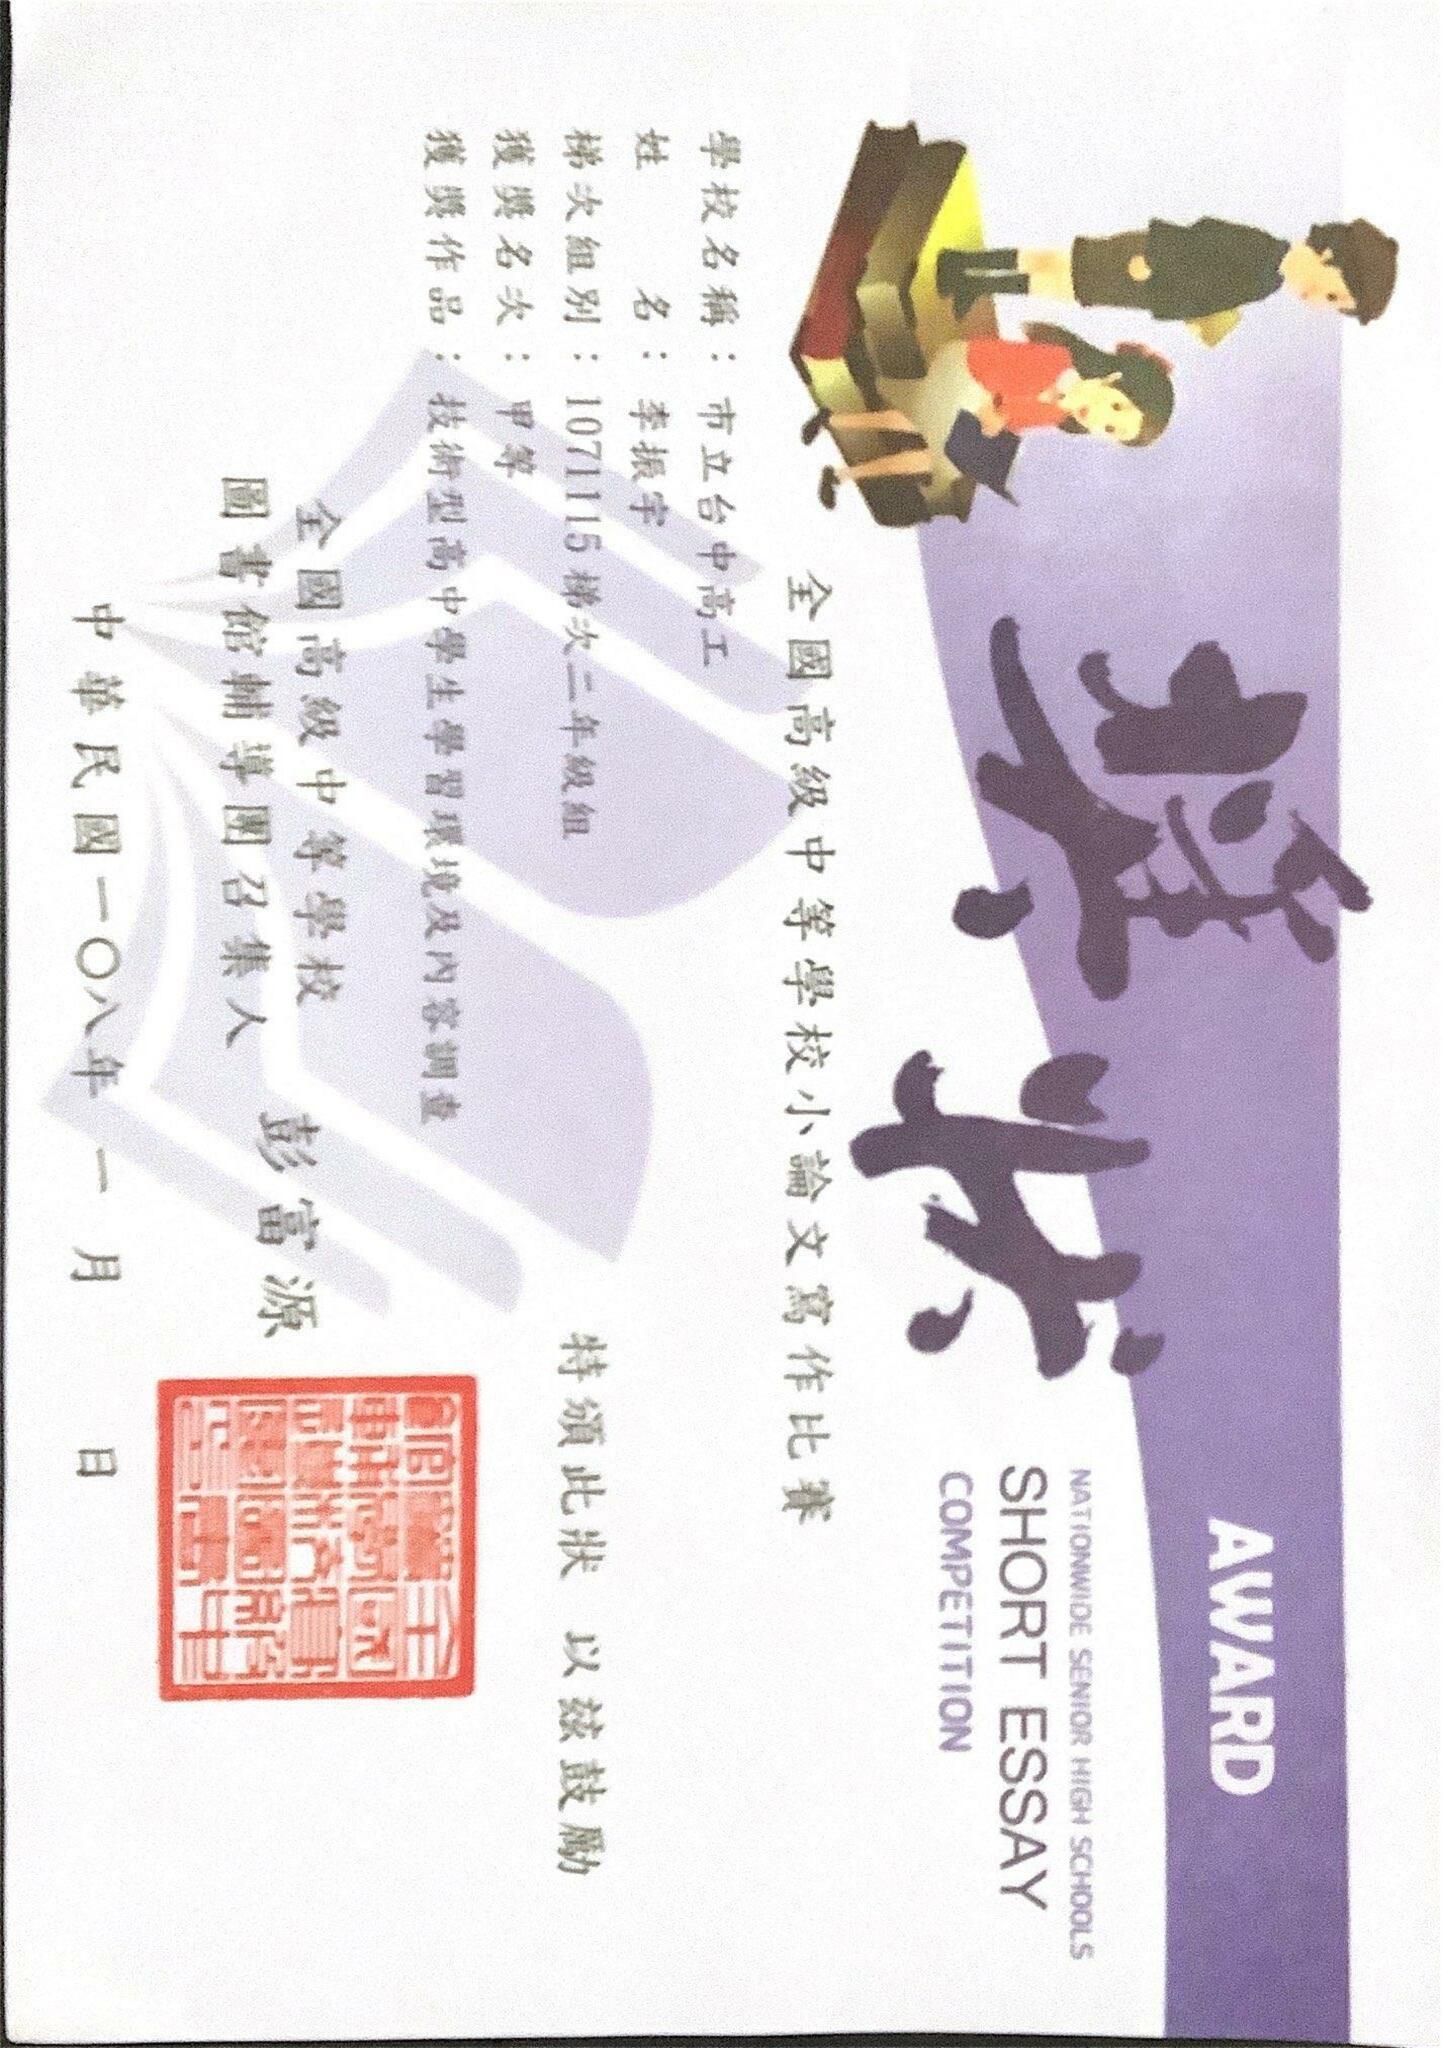 獎狀
AWARD
NATIONWIDE SENIOR HIGH SCHOOLS
SHORT ESSAY
COMPETITION
全國高級中等學校小論文寫作比賽
學校名稱：市立台中高工
姓　　名：李振宇
梯次組別：1071115梯次二年級組
獲獎名次：甲等
獲獎作品：技術型高中學生學習環境及內容調查
特頒此狀 以茲鼓勵
全國高級中等學校
圖書館輔導團召集人 彭富源
中華民國一〇八年一月　日